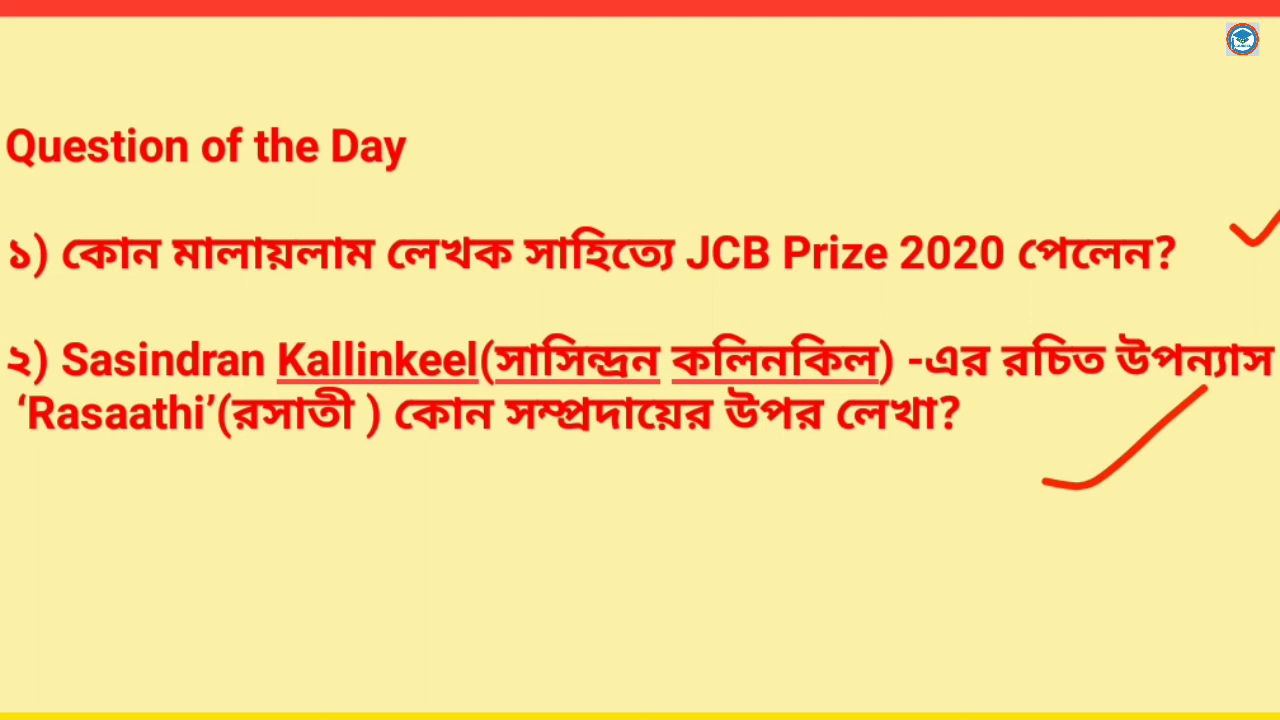 Question of the Day
১) কোন মালায়লাম লেখক সাহিত্যে JCB Prize 2020 পেলেন?
২) Sasindran Kallinkeel(সাসিন্দ্রন কলিনকিল) -এর রচিত উপন্যাস
‘Rasaathi’(রসাতী ) কোন সম্প্রদায়ের উপর লেখা?